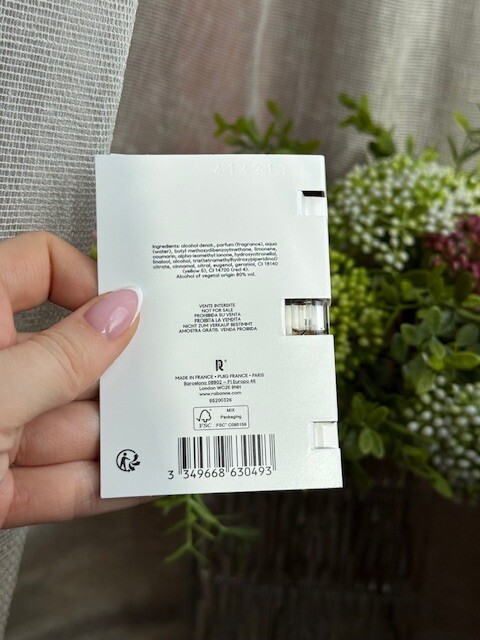 Ingredients: alcohol denat., parfum (fragrance), aqua
(water), butyl methoxydibenzoylmethane, limonene,
coumarin, alpha-isomethyl ionone, hydroxycitronellal,
linalool, alcohol, tris(tetramethylhydroxypiperidinol)
citrate, cinnamal, citral, eugenol, geraniol, CI 19140
(yellow 5), CI 14700 (red 4).
Alcohol of vegetal origin 80% vol.
VENTE INTERDITE
NOT FOR SALE
PROHIBIDA SU VENTA
PROIBITA LA VENDITA
NICHT ZUM VERKAUF BESTIMMT
AMOSTRA GRÁTIS, VENDA PROIBIDA
R
MADE IN FRANCE • PUIG FRANCE • PARIS
Barcelona 08902 – Pl Europa 46
London WC2E 9HH
www.rabanne.com
65200326
FSC
MIX
Packaging
FSC® C095159
3 349668 630493